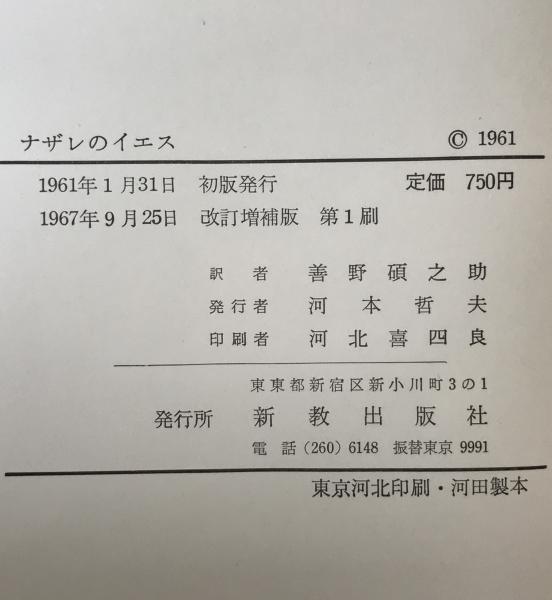 ナザレのイエス © 1961
1961年1月31日 初版発行 定価 750円
1967年9月25日 改訂増補版 第1刷
訳者 善野碩之助
発行者 河本哲夫
印刷者 河北喜四良
東東都新宿区新小川町3の1
発行所 新教出版社
電話(260)6148 振替東京9991
東京河北印刷・河田製本